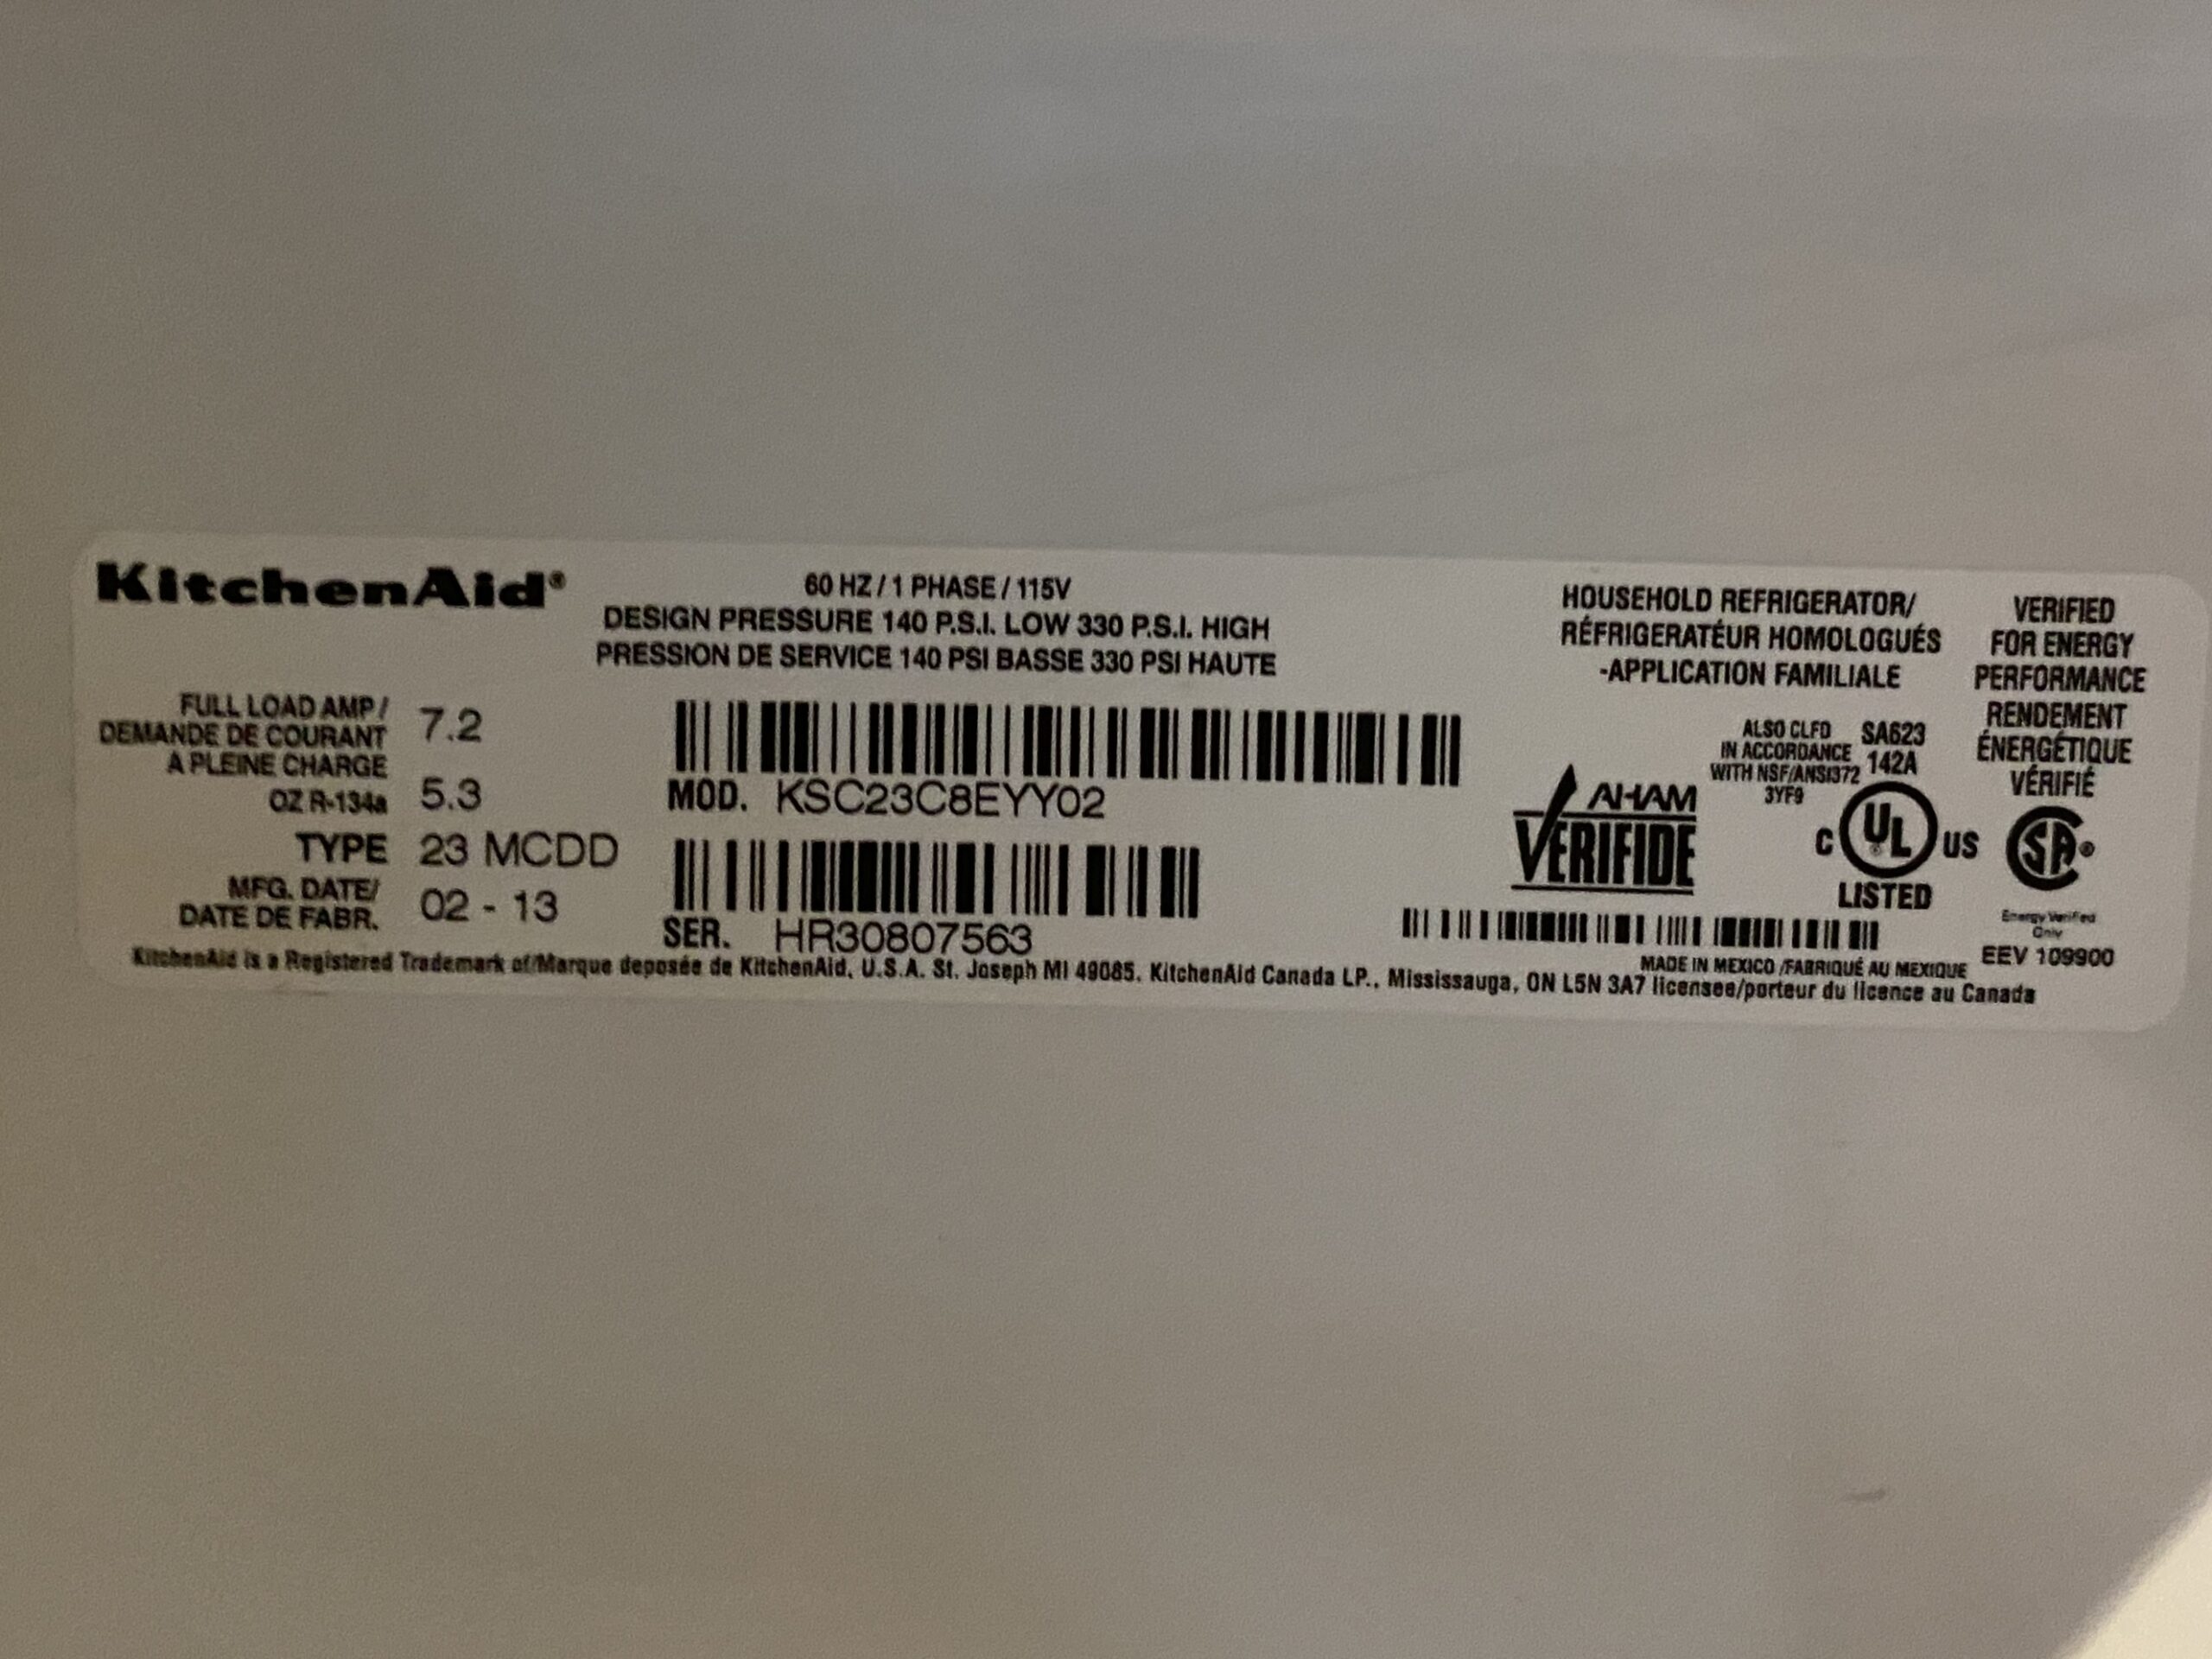 KitchenAid®
60 HZ / 1 PHASE / 115V
DESIGN PRESSURE 140 P.S.I. LOW 330 P.S.I. HIGH
PRESSION DE SERVICE 140 PSI BASSE 330 PSI HAUTE
FULL LOAD AMP / 7.2
DEMANDE DE COURANT
A PLEINE CHARGE
OZ R-134a 5.3
TYPE 23 MCDD
MFG. DATE/ 02 - 13
DATE DE FABR.
MOD. KSC23C8EYY02
SER. HR30807563
HOUSEHOLD REFRIGERATOR/
RÉFRIGERATÉUR HOMOLOGUÉS
-APPLICATION FAMILIALE
AHAM
VERIFIDE
ALSO CLFD
IN ACCORDANCE
WITH NSF/ANSI372
3YF9
SA623
142A
C UL® US
LISTED
VERIFIED
FOR ENERGY
PERFORMANCE
RENDEMENT
ÉNERGÉTIQUE
VÉRIFIÉ
SA®
Energy Verified
Only
EEV 109900
MADE IN MEXICO /FABRIQUÉ AU MEXIQUE
KitchenAid is a Registered Trademark of/Marque deposée de KitchenAid, U.S.A. St. Joseph MI 49085. KitchenAid Canada LP., Mississauga, ON L5N 3A7 licensee/porteur du licence au Canada